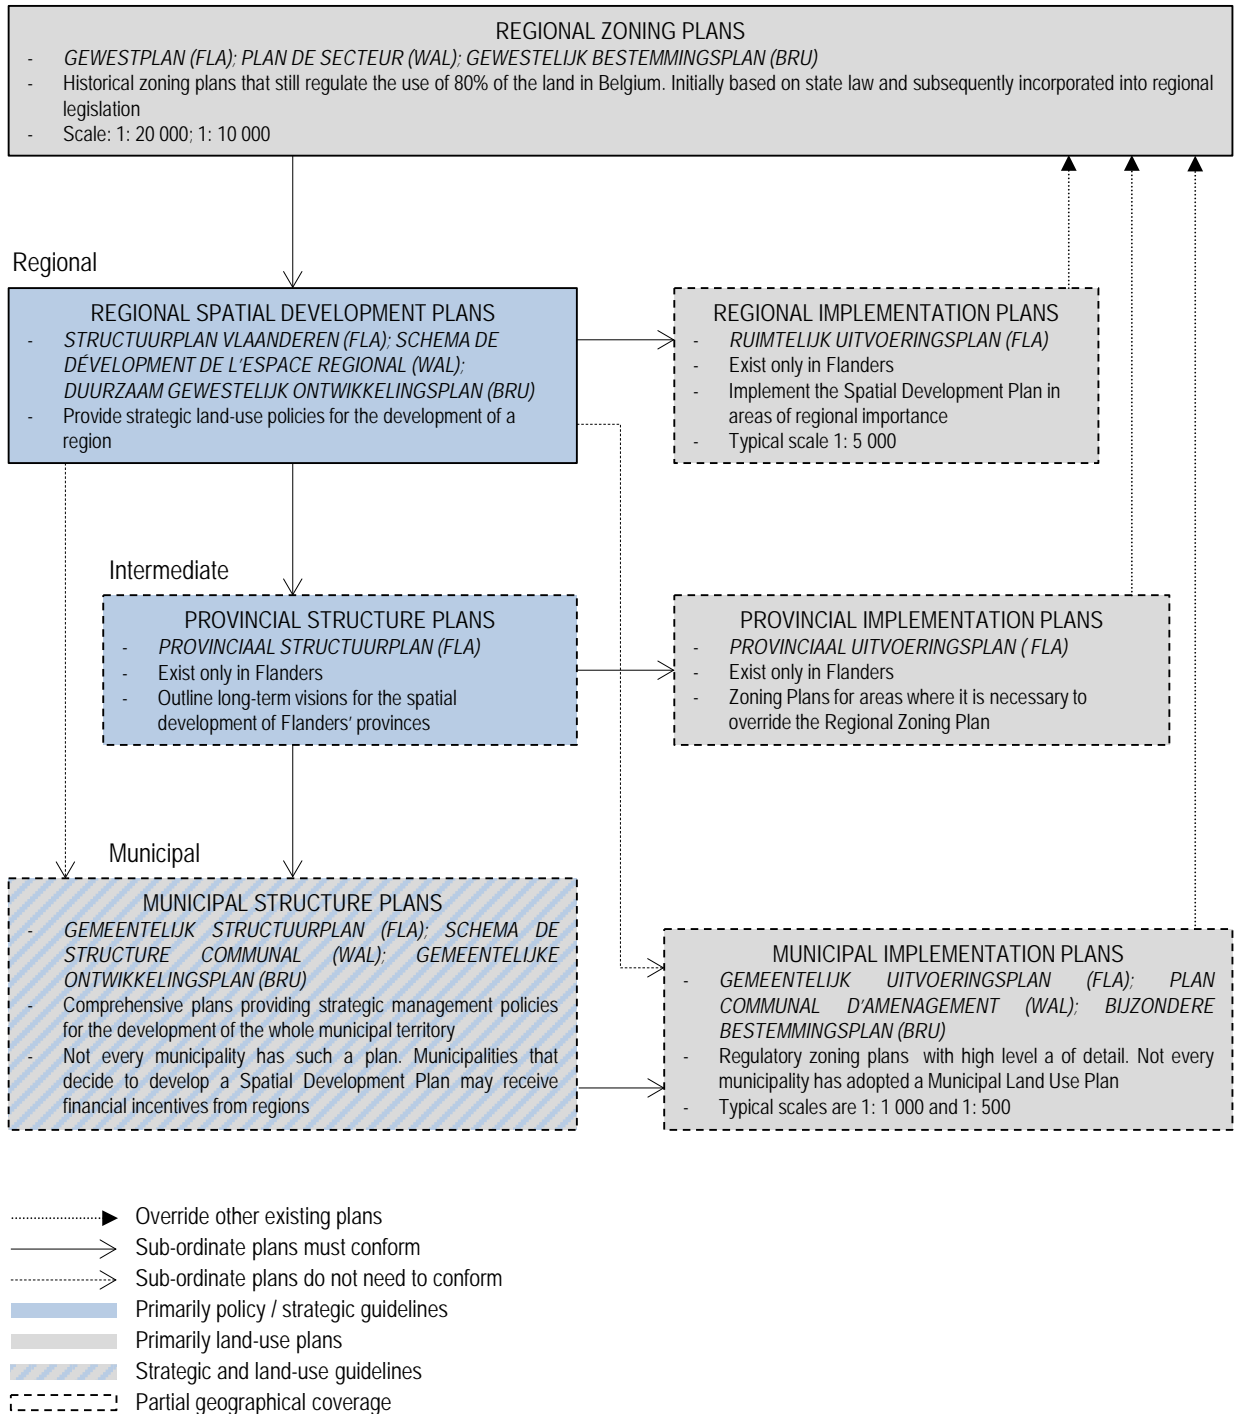 REGIONAL ZONING PLANS
- GEWESTPLAN (FLA); PLAN DE SECTEUR (WAL); GEWESTELIJK BESTEMMINGSPLAN (BRU)
- Historical zoning plans that still regulate the use of 80% of the land in Belgium. Initially based on state law and subsequently incorporated into regional
legislation
- Scale: 1: 20 000; 1: 10 000
Regional
REGIONAL SPATIAL DEVELOPMENT PLANS
- STRUCTUURPLAN VLAANDEREN (FLA); SCHEMA DE
DÉVELOPMENT DE L'ESPACE REGIONAL (WAL);
DUURZAAM GEWESTELIJK ONTWIKKELINGSPLAN (BRU)
- Provide strategic land-use policies for the development of a
region
REGIONAL IMPLEMENTATION PLANS
- RUIMTELIJK UITVOERINGSPLAN (FLA)
- Exist only in Flanders
- Implement the Spatial Development Plan in
areas of regional importance
- Typical scale 1: 5 000
Intermediate
PROVINCIAL STRUCTURE PLANS
- PROVINCIAAL STRUCTUURPLAN (FLA)
- Exist only in Flanders
- Outline long-term visions for the spatial
development of Flanders' provinces
PROVINCIAL IMPLEMENTATION PLANS
- PROVINCIAAL UITVOERINGSPLAN ( FLA)
- Exist only in Flanders
- Zoning Plans for areas where it is necessary to
override the Regional Zoning Plan
Municipal
MUNICIPAL STRUCTURE PLANS
- GEMEENTELIJK STRUCTUURPLAN (FLA); SCHEMA DE
STRUCTURE COMMUNAL (WAL); GEMEENTELIJKE
ONTWIKKELINGSPLAN (BRU)
- Comprehensive plans providing strategic management policies
for the development of the whole municipal territory
- Not every municipality has such a plan. Municipalities that
decide to develop a Spatial Development Plan may receive
financial incentives from regions
MUNICIPAL IMPLEMENTATION PLANS
- GEMEENTELIJK UITVOERINGSPLAN (FLA); PLAN
COMMUNAL D'AMENAGEMENT (WAL); BIJZONDERE
BESTEMMINGSPLAN (BRU)
- Regulatory zoning plans with high level a of detail. Not every
municipality has adopted a Municipal Land Use Plan
- Typical scales are 1: 1 000 and 1: 500
Override other existing plans
Sub-ordinate plans must conform
Sub-ordinate plans do not need to conform
Primarily policy / strategic guidelines
Primarily land-use plans
Strategic and land-use guidelines
Partial geographical coverage